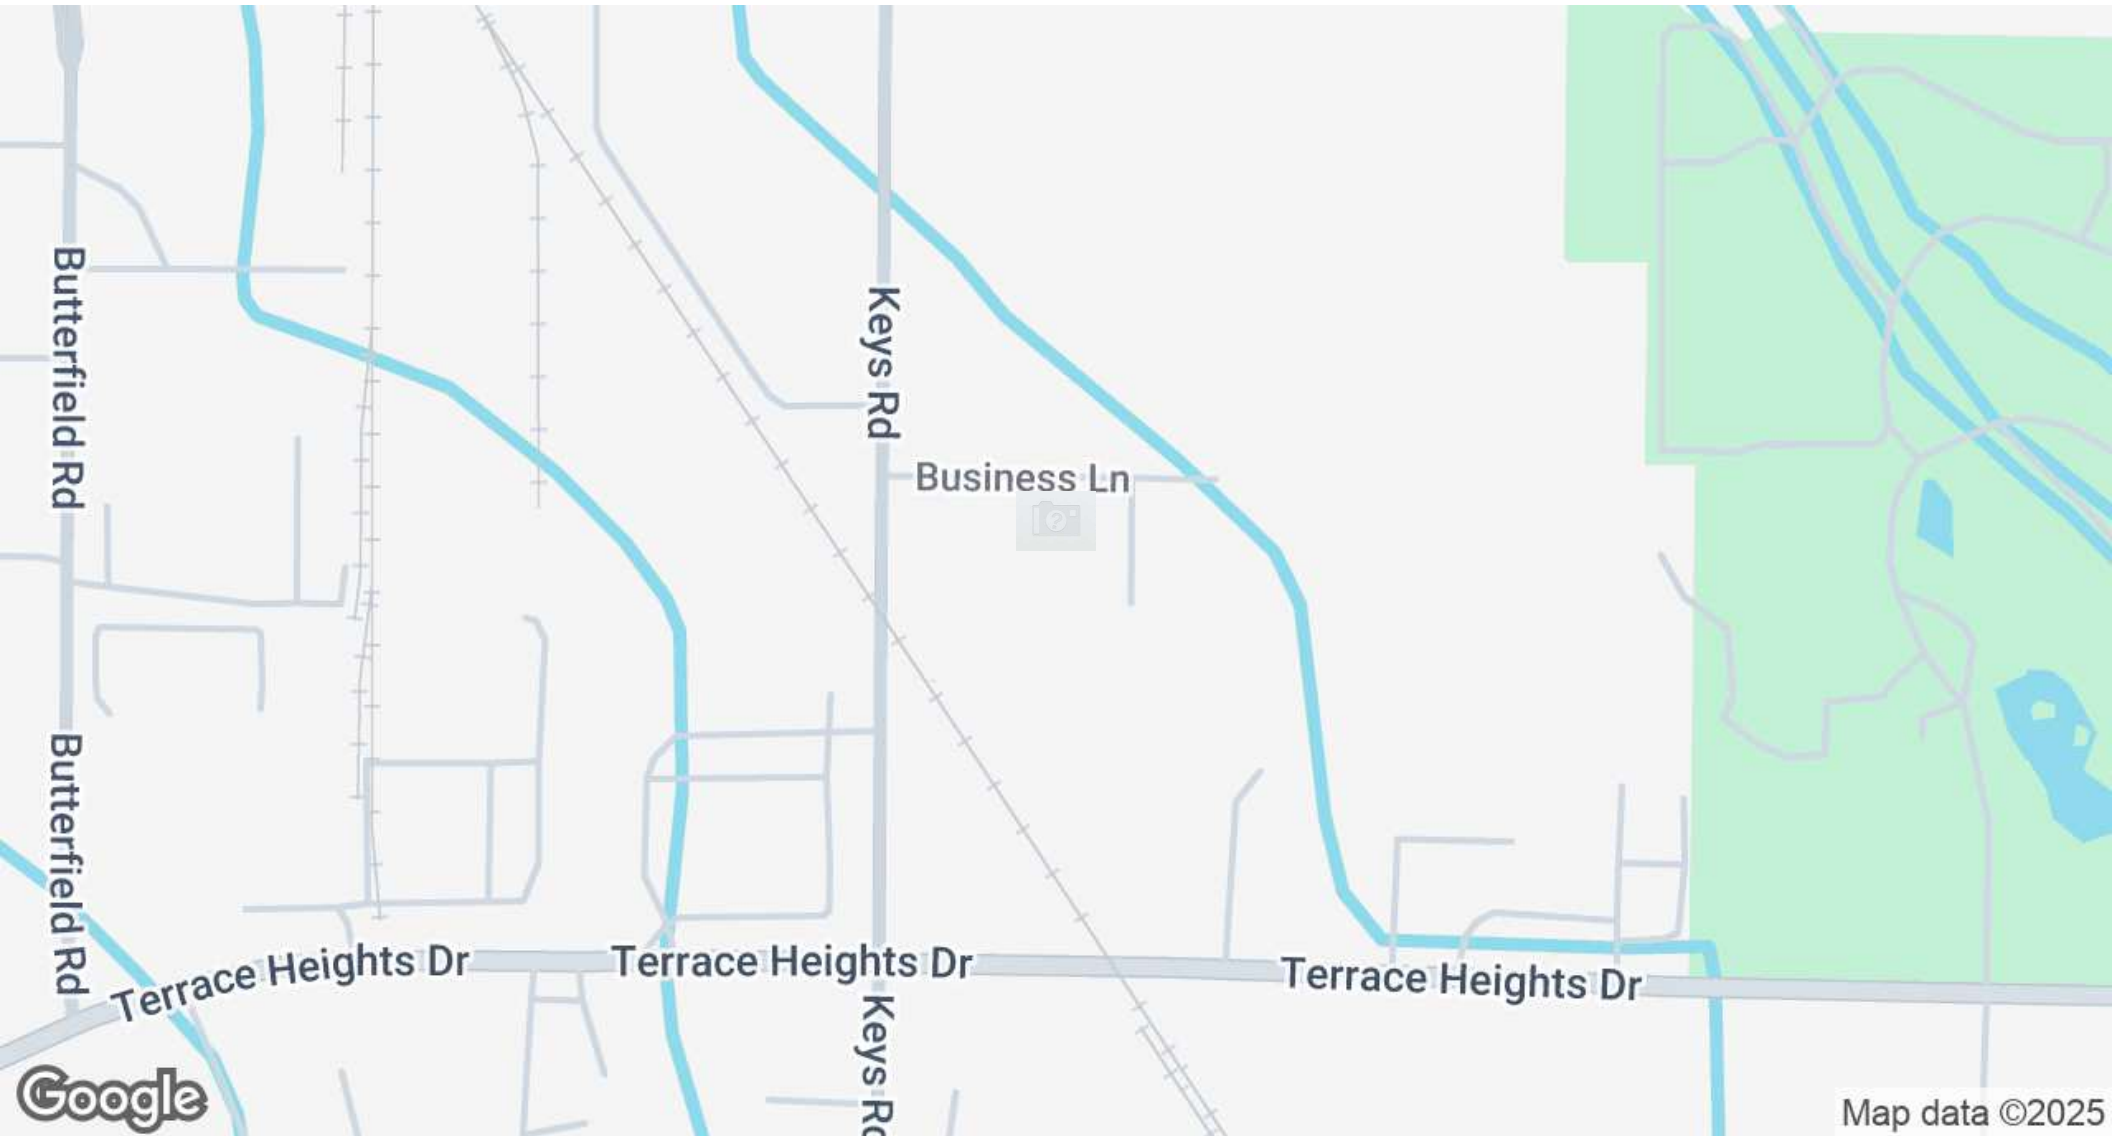 Butterfield Rd
Keys Rd
Business Ln
Butterfield Rd
Terrace Heights Dr
Terrace Heights Dr
Terrace Heights Dr
Keys Rd
Google
Map data ©2025